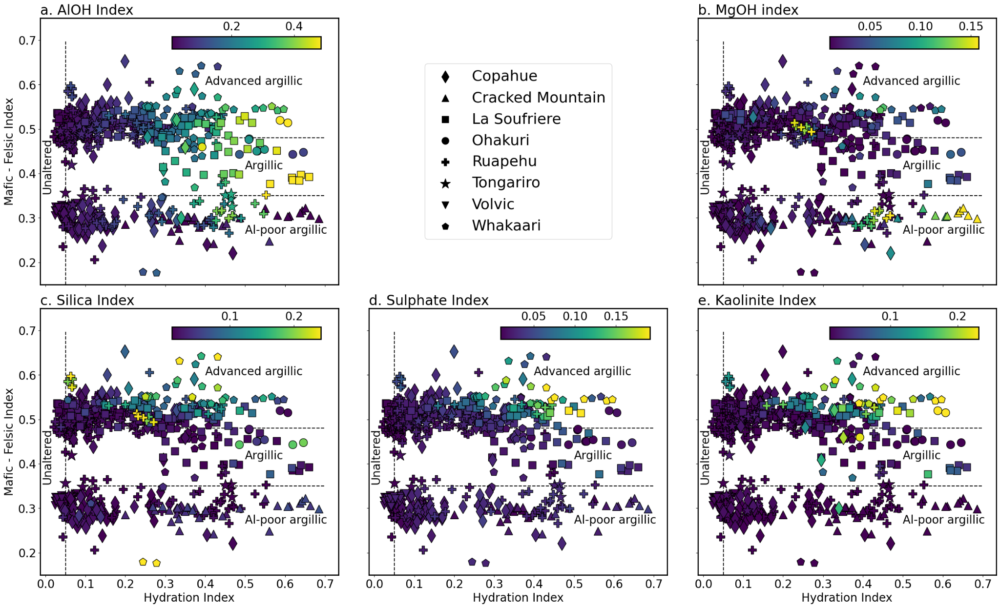 a. AlOH Index
b. MgOH index
0.2 0.4
0.05 0.10 0.15
0.7
0.6
0.5
0.4
0.3
0.2
Mafic - Felsic Index
Advanced argillic
Unaltered
Argillic
Al-poor argillic
Copahue
Cracked Mountain
La Soufriere
Ohakuri
Ruapehu
Tongariro
Volvic
Whakaari
Advanced argillic
Unaltered
Argillic
Al-poor argillic
c. Silica Index
d. Sulphate Index
e. Kaolinite Index
0.1 0.2
0.05 0.10 0.15
0.1 0.2
0.7
0.6
0.5
0.4
0.3
0.2
Mafic - Felsic Index
Advanced argillic
Unaltered
Argillic
Al-poor argillic
Advanced argillic
Unaltered
Argillic
Al-poor argillic
Advanced argillic
Unaltered
Argillic
Al-poor argillic
0.0 0.1 0.2 0.3 0.4 0.5 0.6 0.7
0.0 0.1 0.2 0.3 0.4 0.5 0.6 0.7
0.0 0.1 0.2 0.3 0.4 0.5 0.6 0.7
Hydration Index
Hydration Index
Hydration Index